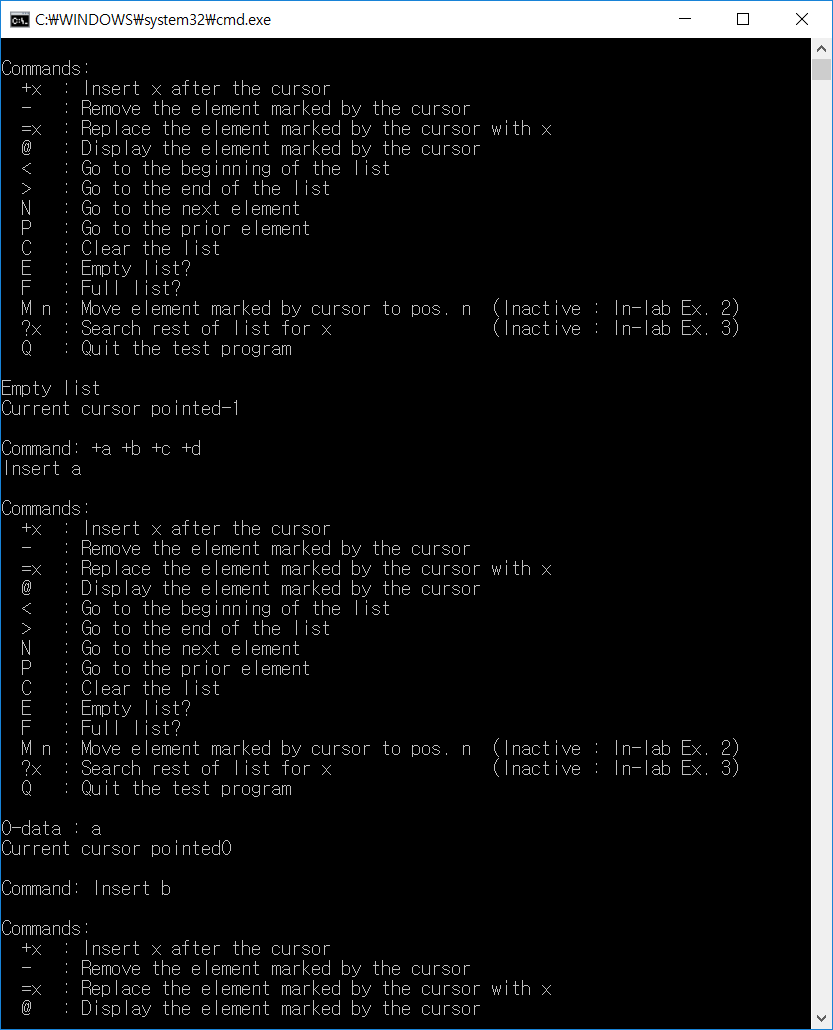 C:₩WINDOWS₩system32₩cmd.exe
Commands:
+x : Insert x after the cursor
- : Remove the element marked by the cursor
=x : Replace the element marked by the cursor with x
@ : Display the element marked by the cursor
< : Go to the beginning of the list
> : Go to the end of the list
N : Go to the next element
P : Go to the prior element
C : Clear the list
E : Empty list?
F : Full list?
M n : Move element marked by cursor to pos. n (Inactive : In-lab Ex. 2)
?x : Search rest of list for x (Inactive : In-lab Ex. 3)
Q : Quit the test program
Empty list
Current cursor pointed-1
Command: +a +b +c +d
Insert a
Commands:
+x : Insert x after the cursor
- : Remove the element marked by the cursor
=x : Replace the element marked by the cursor with x
@ : Display the element marked by the cursor
< : Go to the beginning of the list
> : Go to the end of the list
N : Go to the next element
P : Go to the prior element
C : Clear the list
E : Empty list?
F : Full list?
M n : Move element marked by cursor to pos. n (Inactive : In-lab Ex. 2)
?x : Search rest of list for x (Inactive : In-lab Ex. 3)
Q : Quit the test program
0-data : a
Current cursor pointed0
Command: Insert b
Commands:
+x : Insert x after the cursor
- : Remove the element marked by the cursor
=x : Replace the element marked by the cursor with x
@ : Display the element marked by the cursor